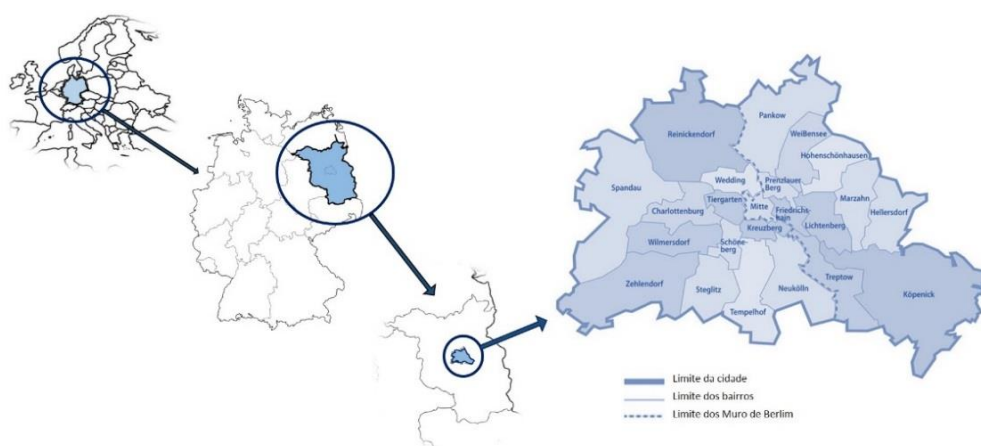 Pankow
Reinickendorf
Weißensee
Hohenschönhausen
Wedding
Prenzlauer
Berg
Spandau
Tiergarten
Mitte
Marzahn
Hellersdorf
Charlottenburg
Friedrichs-
hain
Lichtenberg
Kreuzberg
Wilmersdorf
Schöne-
berg
Zehlendorf
Steglitz
Neukölln
Treptow
Köpenick
Tempelhof
Limite da cidade
Limite dos bairros
Limite dos Muro de Berlim